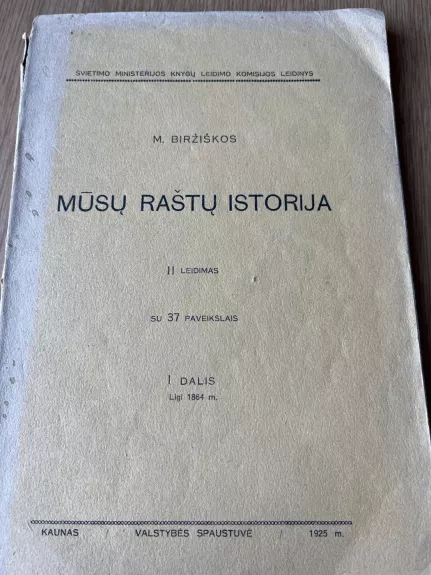 ŠVIETIMO MINISTERIJOS KNYGŲ LEIDIMO KOMISIJOS LEIDINYS
M. BIRŽIŠKOS
MŪSŲ RAŠTŲ ISTORIJA
II LEIDIMAS
SU 37 PAVEIKSLAIS
I DALIS
Ligi 1864 m.
KAUNAS / VALSTYBĖS SPAUSTUVĖ / 1925 m.